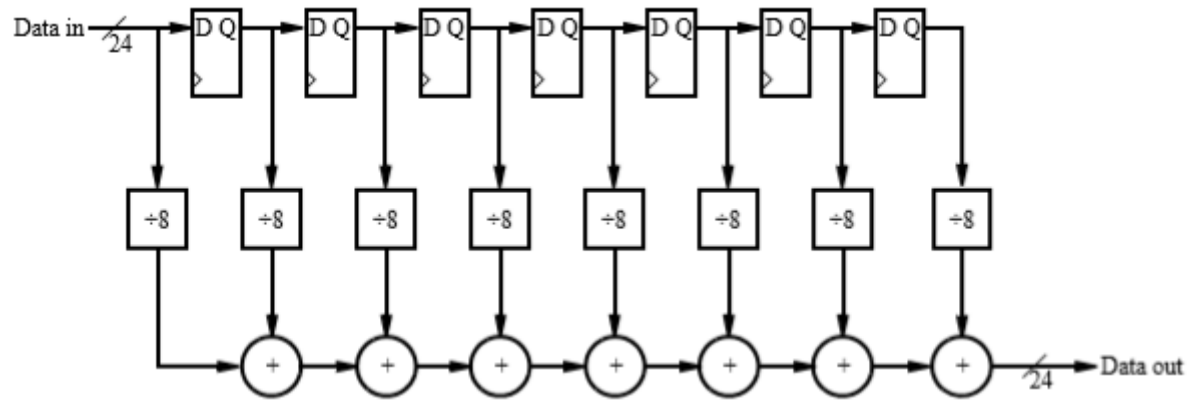 Data in 24 D Q D Q D Q D Q D Q D Q D Q
÷8 ÷8 ÷8 ÷8 ÷8 ÷8 ÷8 ÷8
+ + + + + + + 24 Data out